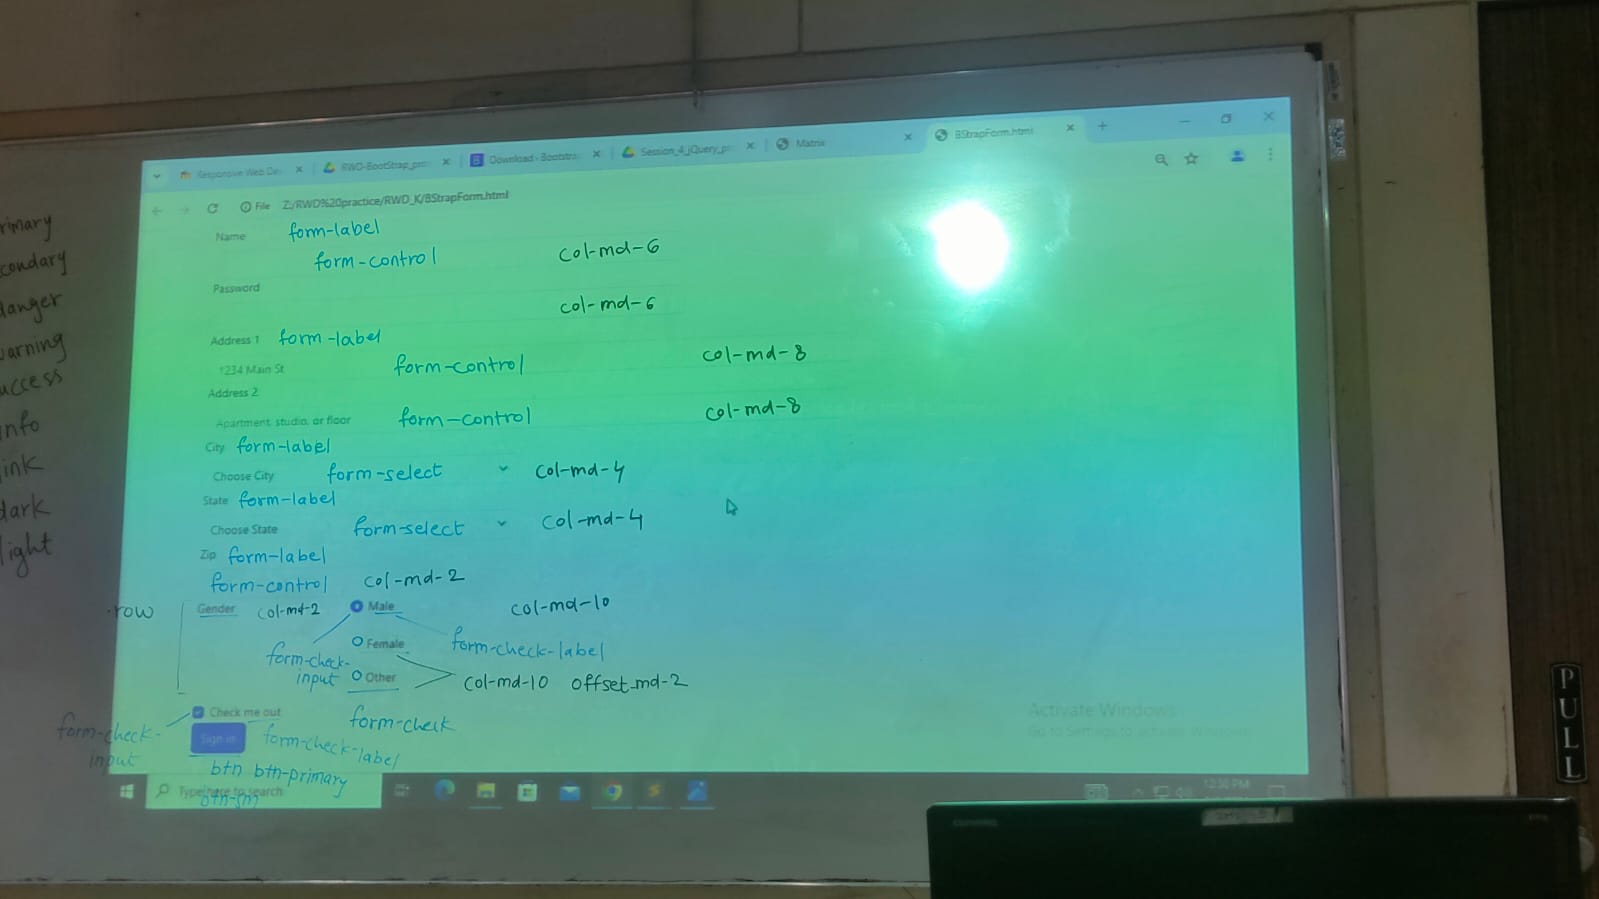 Responsive Web De
RWD-BootStrap_pro
Download - Bootstra
Session_4_jQuery_pr
Matrix
BStrapForm.html
File Z:/RWD%20practice/RWD_K/BStrapForm.html
Name form-label
form-control col-md-6
Password
col-md-6
Address 1 form-label
1234 Main St form-control col-md-8
Address 2
Apartment, studio, or floor form-control col-md-8
City form-label
Choose City form-select col-md-4
State form-label
Choose State form-select col-md-4
Zip form-label
form-control col-md-2
.row Gender col-md-2 Male col-md-10
Female form-check-label
form-check-
input Other col-md-10 offset-md-2
Check me out form-check
form-check-
input Sign in form-check-label
btn btn-primary
btn-sm
rimary
condary
danger
warning
uccess
info
ink
dark
light
Activate Windows
Go to Settings to activate Windows.
Type here to search
12:50 PM
PULL